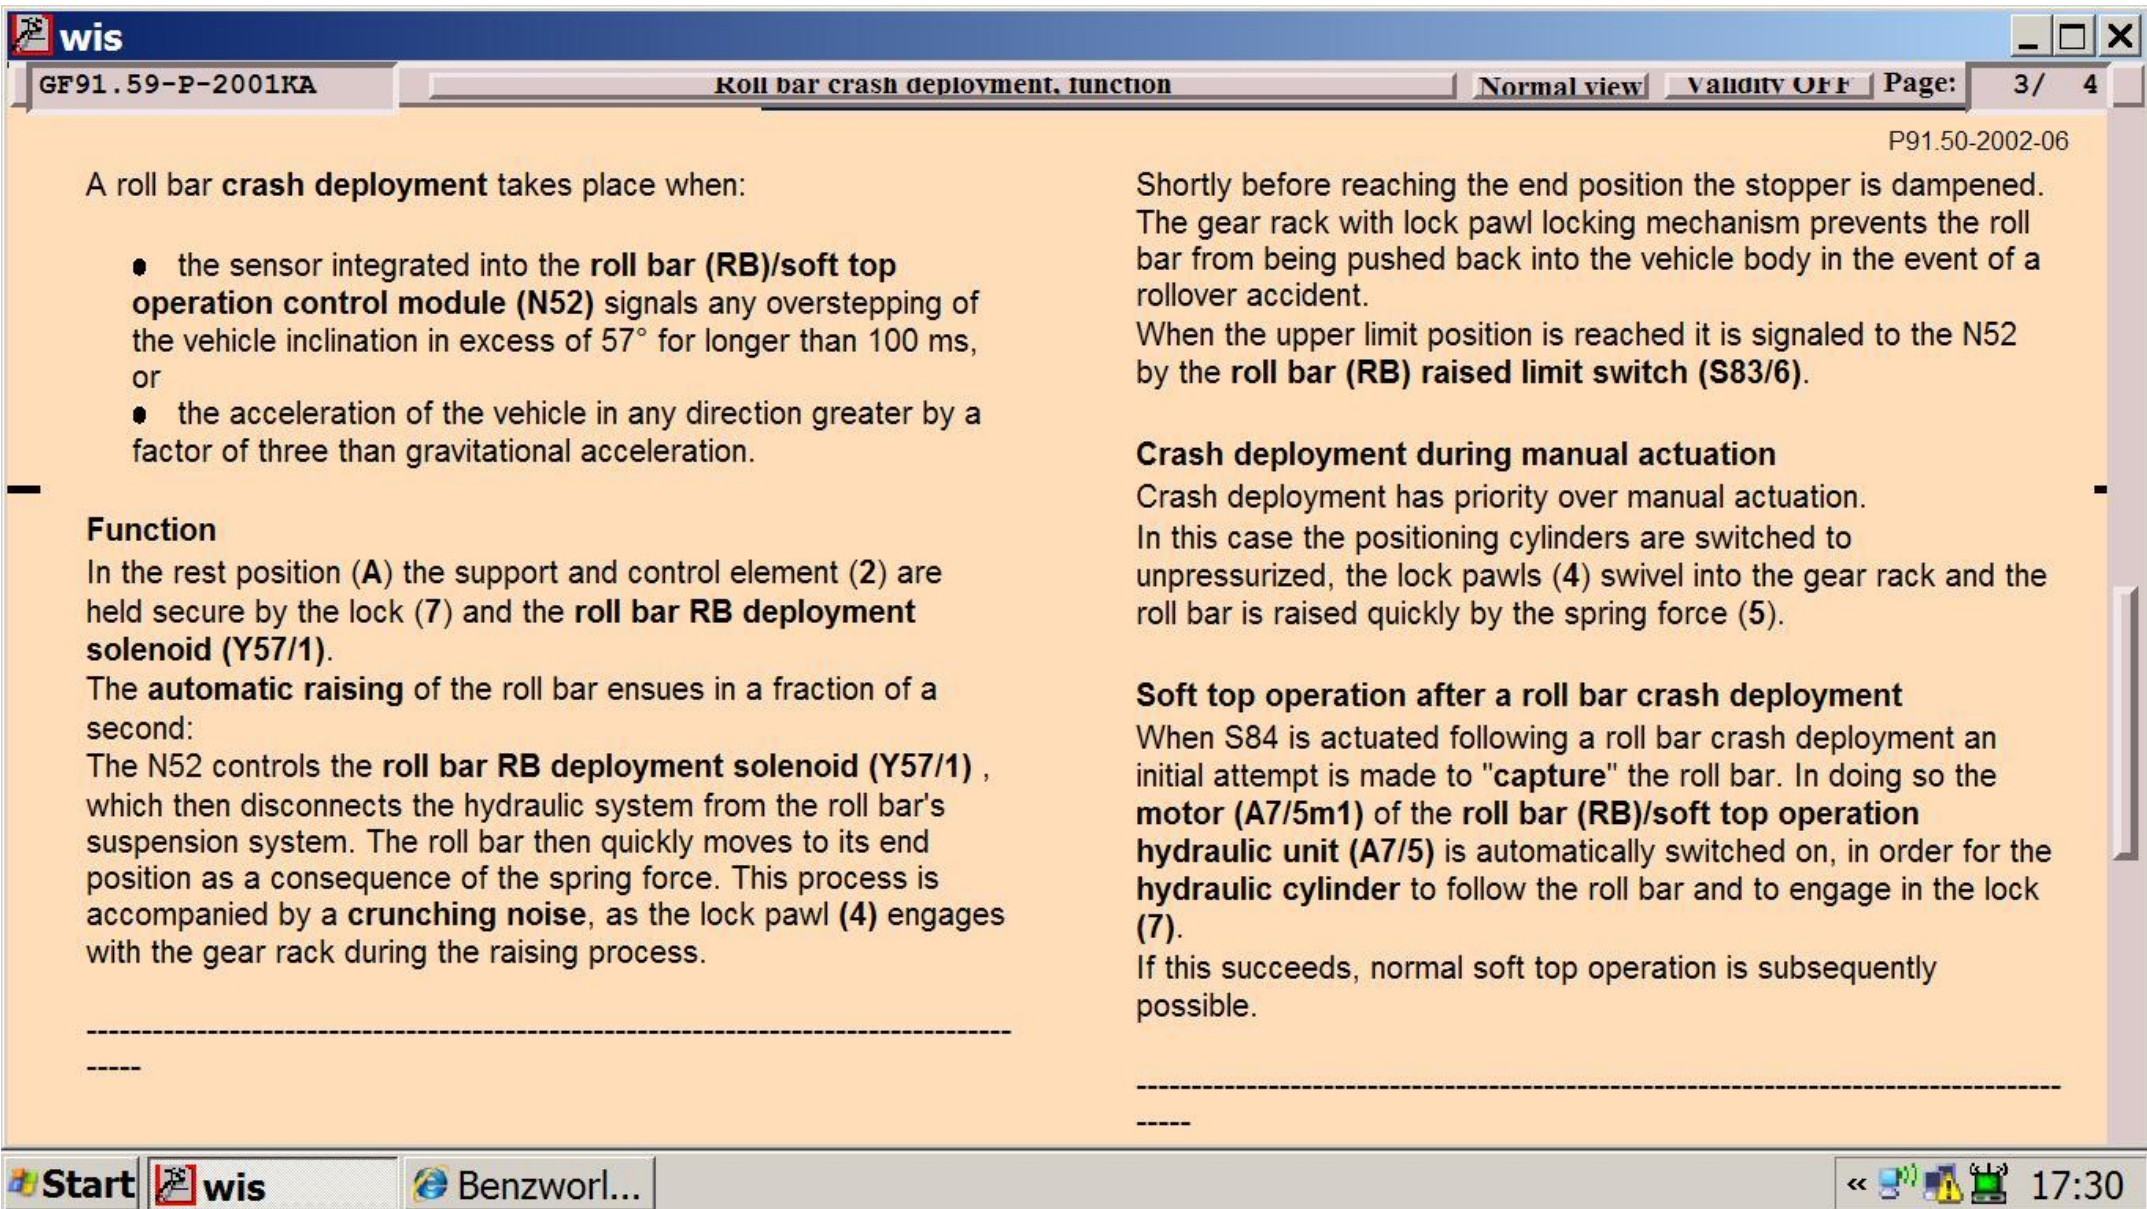 wis
GF91.59-P-2001KA
Roll bar crash deployment, function
Normal view
Validity OFF
Page:
3/ 4
P91.50-2002-06
A roll bar crash deployment takes place when:
● the sensor integrated into the roll bar (RB)/soft top
operation control module (N52) signals any overstepping of
the vehicle inclination in excess of 57° for longer than 100 ms,
or
● the acceleration of the vehicle in any direction greater by a
factor of three than gravitational acceleration.
Function
In the rest position (A) the support and control element (2) are
held secure by the lock (7) and the roll bar RB deployment
solenoid (Y57/1).
The automatic raising of the roll bar ensues in a fraction of a
second:
The N52 controls the roll bar RB deployment solenoid (Y57/1) ,
which then disconnects the hydraulic system from the roll bar's
suspension system. The roll bar then quickly moves to its end
position as a consequence of the spring force. This process is
accompanied by a crunching noise, as the lock pawl (4) engages
with the gear rack during the raising process.
------------------------------------------------------------------------------------
-----
Shortly before reaching the end position the stopper is dampened.
The gear rack with lock pawl locking mechanism prevents the roll
bar from being pushed back into the vehicle body in the event of a
rollover accident.
When the upper limit position is reached it is signaled to the N52
by the roll bar (RB) raised limit switch (S83/6).
Crash deployment during manual actuation
Crash deployment has priority over manual actuation.
In this case the positioning cylinders are switched to
unpressurized, the lock pawls (4) swivel into the gear rack and the
roll bar is raised quickly by the spring force (5).
Soft top operation after a roll bar crash deployment
When S84 is actuated following a roll bar crash deployment an
initial attempt is made to "capture" the roll bar. In doing so the
motor (A7/5m1) of the roll bar (RB)/soft top operation
hydraulic unit (A7/5) is automatically switched on, in order for the
hydraulic cylinder to follow the roll bar and to engage in the lock
(7).
If this succeeds, normal soft top operation is subsequently
possible.
------------------------------------------------------------------------------------
-----
Start
wis
Benzworl...
«
17:30